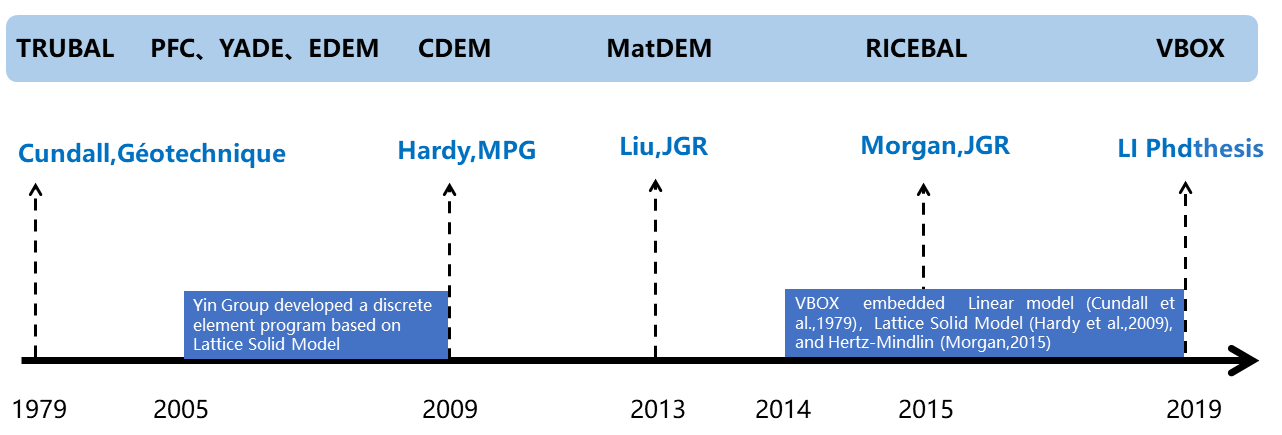 TRUBAL PFC、YADE、EDEM CDEM MatDEM RICEBAL VBOX
Cundall,Géotechnique Hardy,MPG Liu,JGR Morgan,JGR LI Phdthesis
Yin Group developed a discrete
element program based on
Lattice Solid Model
VBOX embedded Linear model (Cundall et
al.,1979)，Lattice Solid Model (Hardy et al.,2009),
and Hertz-Mindlin (Morgan,2015)
1979 2005 2009 2013 2014 2015 2019